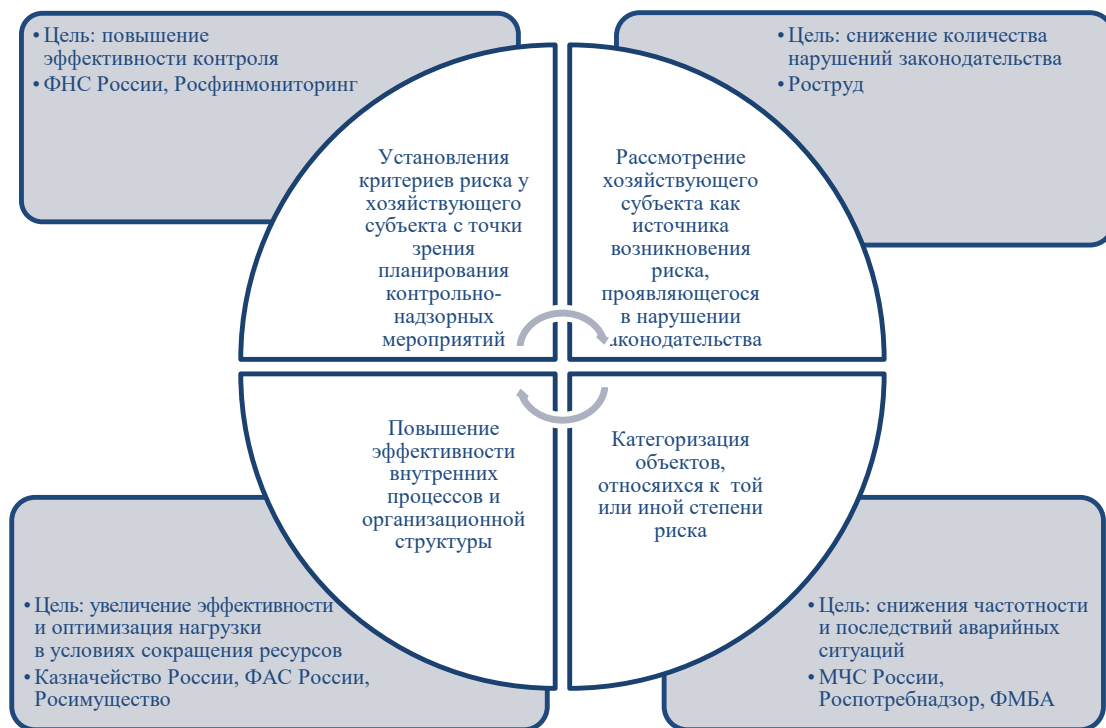 • Цель: повышение
эффективности контроля
• ФНС России, Росфинмониторинг
Установления
критериев риска у
хозяйствующего
субъекта с точки
зрения
планирования
контрольно-
надзорных
мероприятий
• Цель: снижение количества
нарушений законодательства
• Роструд
Рассмотрение
хозяйствующего
субъекта как
источника
возникновения
риска,
проявляющегося
в нарушении
аконодательства
Повышение
эффективности
внутренних
процессов и
организационной
структуры
• Цель: увеличение эффективности
и оптимизация нагрузки
в условиях сокращения ресурсов
• Казначейство России, ФАС России,
Росимущество
Категоризация
объектов,
относяихся к той
или иной степени
риска
• Цель: снижения частотности
и последствий аварийных
ситуаций
• МЧС России,
Роспотребнадзор, ФМБА